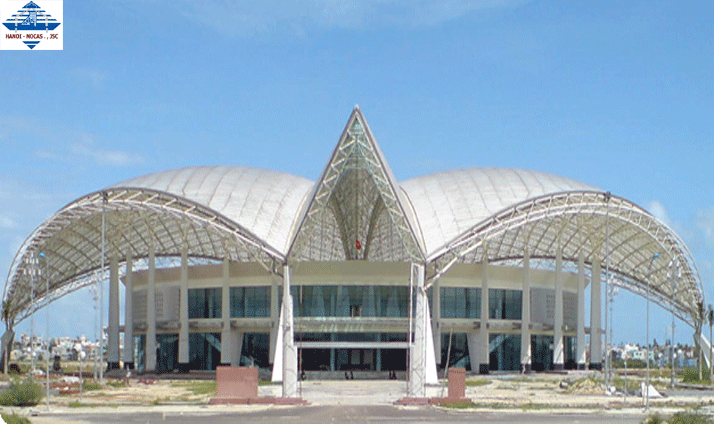 HANOI - NOCAS . , JSC